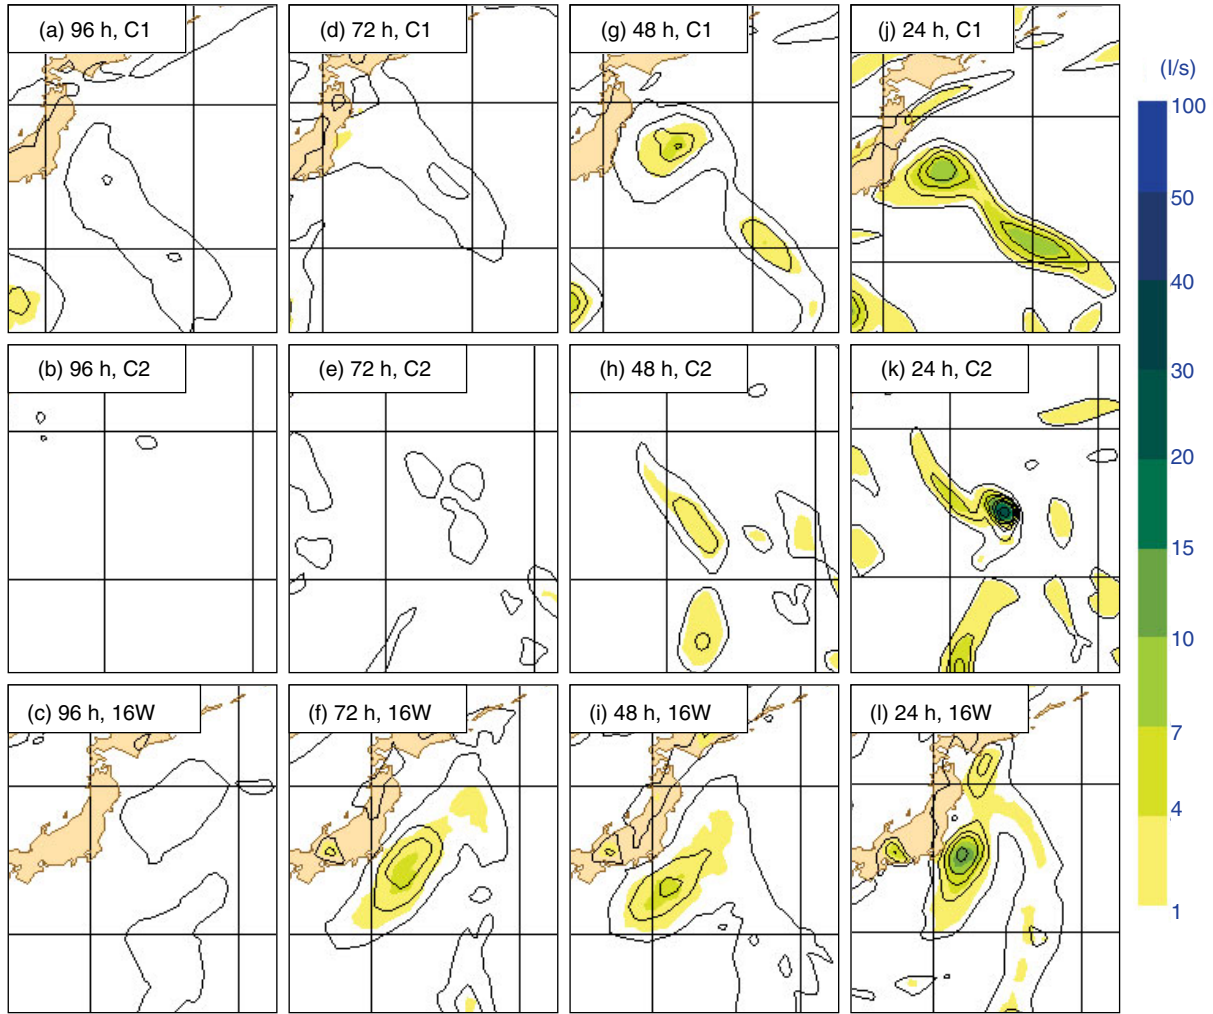 (a) 96 h, C1
(d) 72 h, C1
(g) 48 h, C1
(j) 24 h, C1
(l/s)
100
50
40
30
20
15
10
7
4
1
(b) 96 h, C2
(e) 72 h, C2
(h) 48 h, C2
(k) 24 h, C2
(c) 96 h, 16W
(f) 72 h, 16W
(i) 48 h, 16W
(l) 24 h, 16W